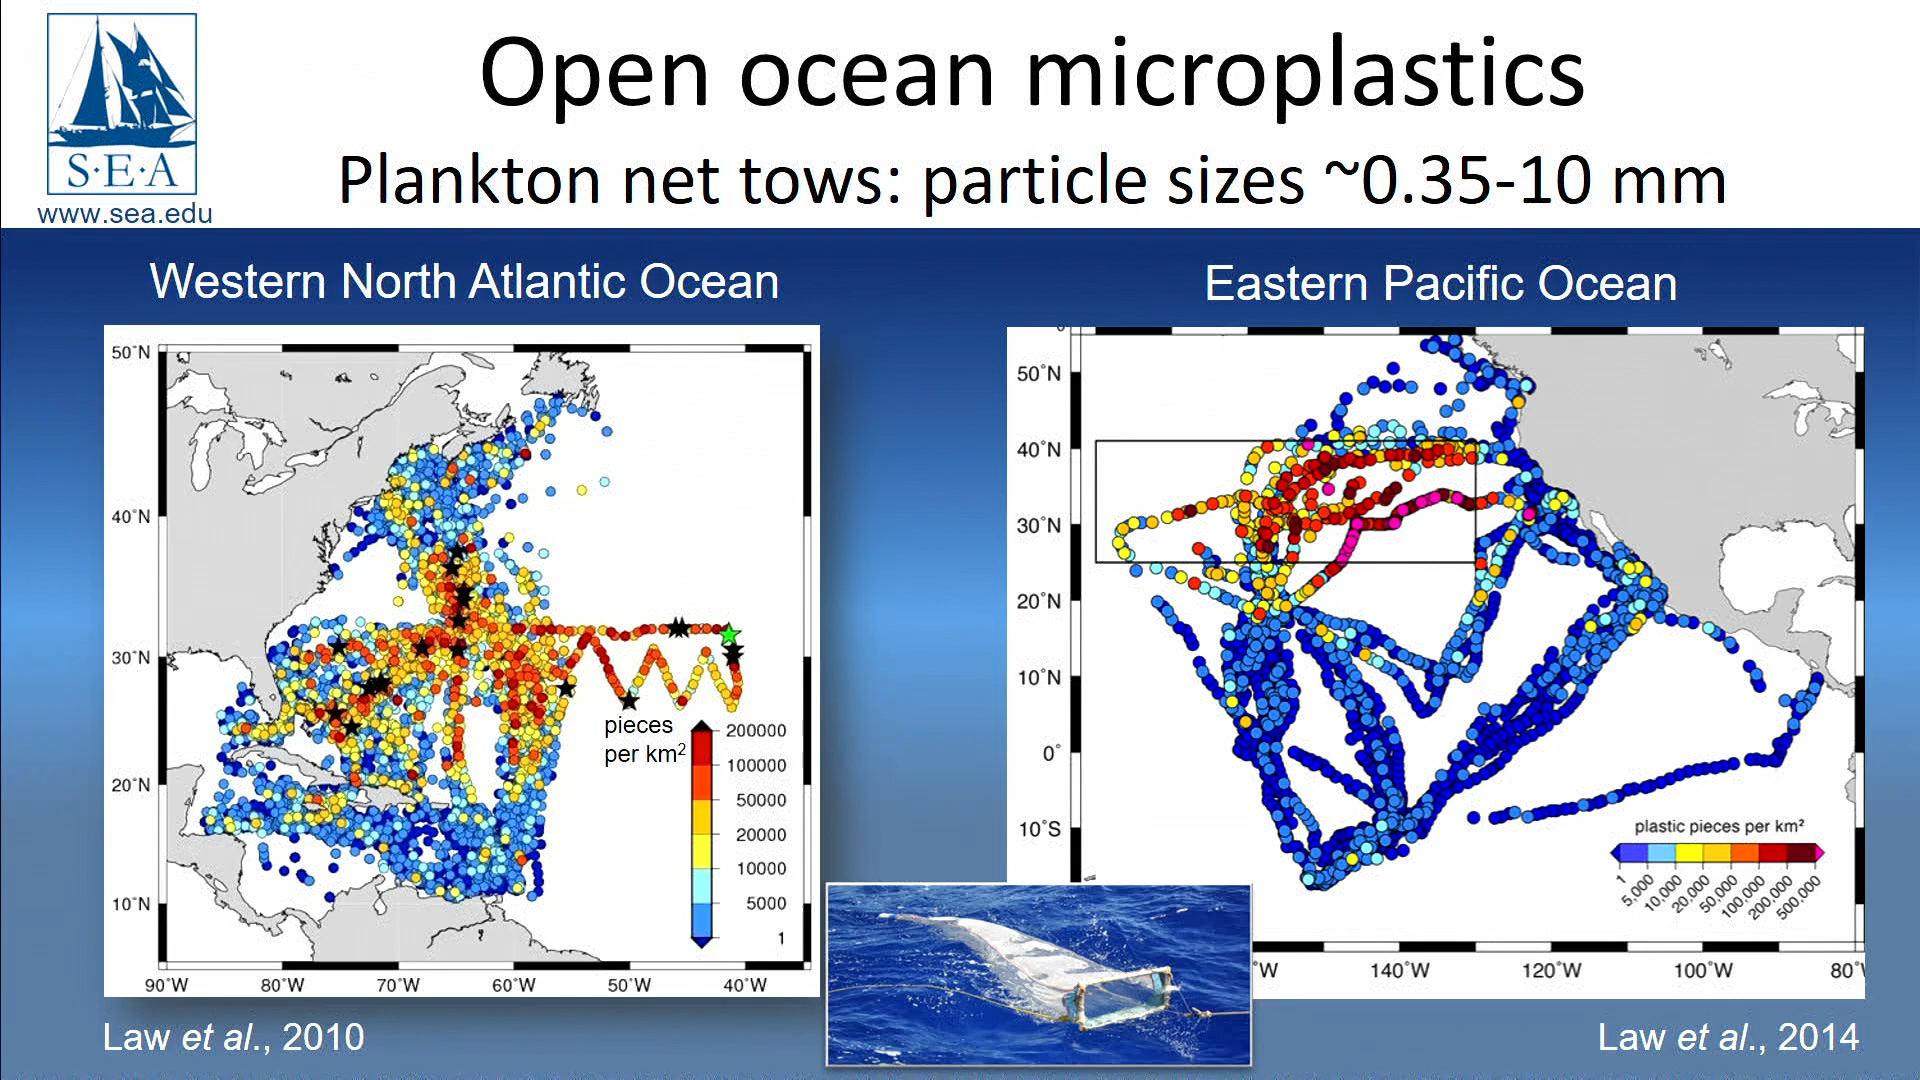 Open ocean microplastics
S·E·A
www.sea.edu
Plankton net tows: particle sizes ~0.35-10 mm
Western North Atlantic Ocean
Eastern Pacific Ocean
50°N
40°N
30°N
20°N
10°N
90°W 80°W 70°W 60°W 50°W 40°W
pieces
per km²
200000
100000
50000
20000
10000
5000
1
50°N
40°N
30°N
20°N
10°N
0°
10°S
plastic pieces per km²
1 5,000 10,000 20,000 50,000 100,000 200,000 500,000
°W 140°W 120°W 100°W 80°
Law et al., 2010
Law et al., 2014